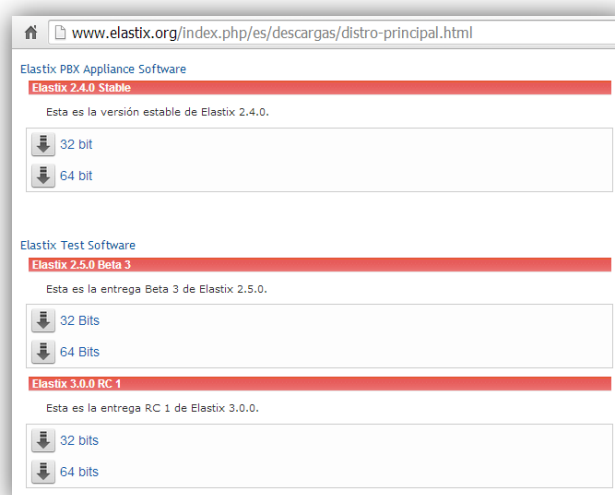 www.elastix.org/index.php/es/descargas/distro-principal.html
Elastix PBX Appliance Software
Elastix 2.4.0 Stable
Esta es la versión estable de Elastix 2.4.0.
32 bit
64 bit
Elastix Test Software
Elastix 2.5.0 Beta 3
Esta es la entrega Beta 3 de Elastix 2.5.0.
32 Bits
64 Bits
Elastix 3.0.0 RC 1
Esta es la entrega RC 1 de Elastix 3.0.0.
32 bits
64 bits